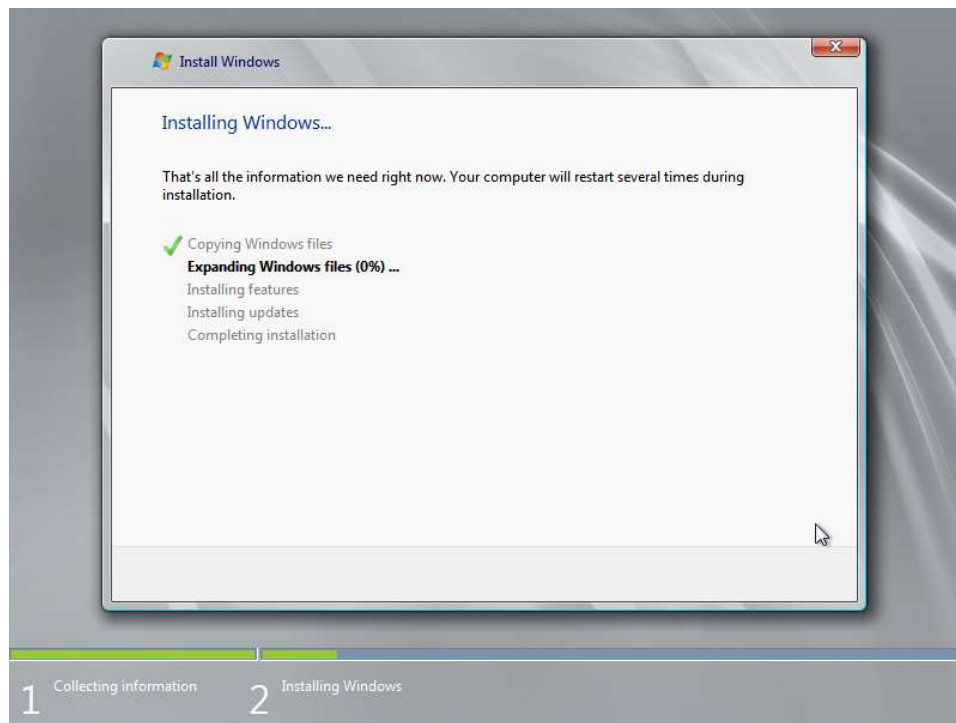 Install Windows
Installing Windows...
That's all the information we need right now. Your computer will restart several times during
installation.
Copying Windows files
Expanding Windows files (0%) ...
Installing features
Installing updates
Completing installation
1 Collecting information 2 Installing Windows